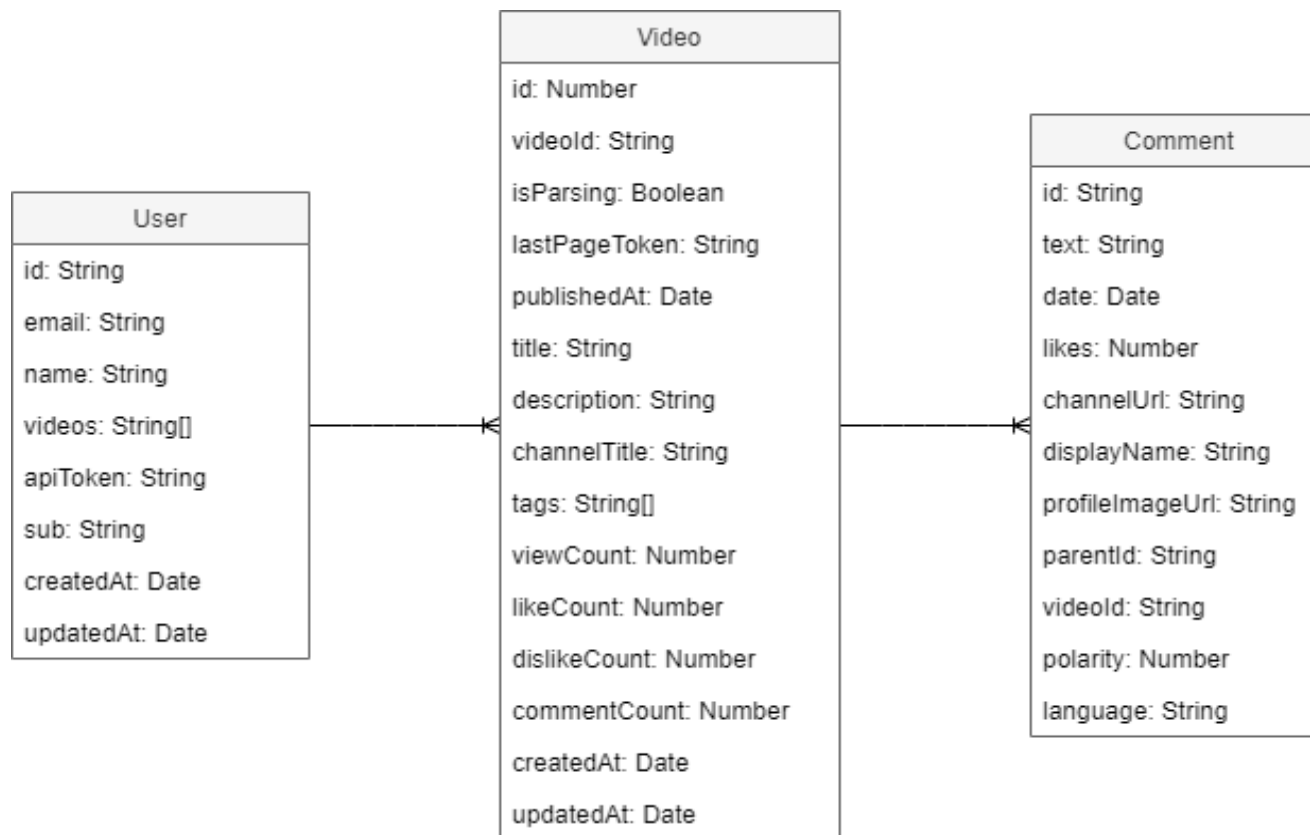 User
id: String
email: String
name: String
videos: String[]
apiToken: String
sub: String
createdAt: Date
updatedAt: Date
Video
id: Number
videoId: String
isParsing: Boolean
lastPageToken: String
publishedAt: Date
title: String
description: String
channelTitle: String
tags: String[]
viewCount: Number
likeCount: Number
dislikeCount: Number
commentCount: Number
createdAt: Date
updatedAt: Date
Comment
id: String
text: String
date: Date
likes: Number
channelUrl: String
displayName: String
profileImageUrl: String
parentId: String
videoId: String
polarity: Number
language: String